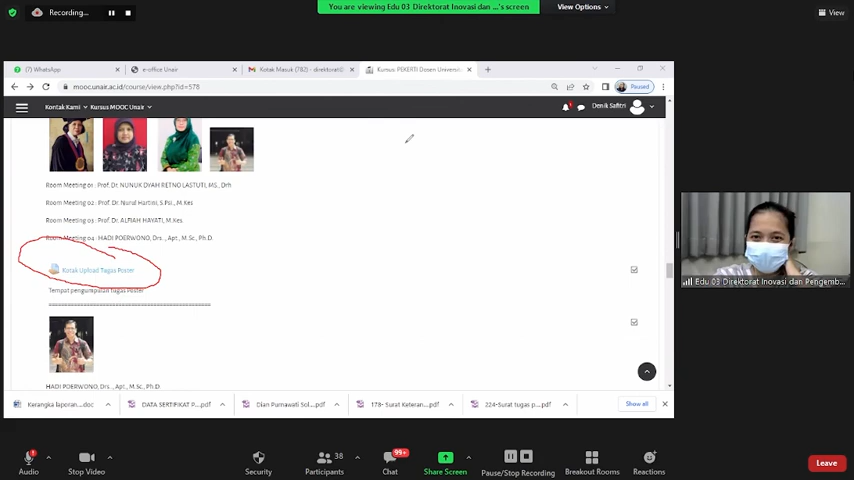 You are viewing Edu 03 Direktorat Inovasi dan ...'s screen
View Options
Recording...
View
(7) WhatsApp
e-office Unair
Kotak Masuk (782) - direktorat@
Kursus: PEKERTI Dosen Universi
mooc.unair.ac.id/course/view.php?id=578
Paused
Kontak Kami
Kursus MOOC Unair
Denik Safitri
Room Meeting 01 : Prof. Dr. NUNUK DYAH RETNO LASTUTI, MS., Drh
Room Meeting 02 : Prof. Dr. Nurul Hartini, S.Psi., M.Kes
Room Meeting 03 : Prof. Dr. ALFIAH HAYATI, M.Kes.
Room Meeting 04 : HADI POERWONO, Drs., Apt., M.Sc., Ph.D.
Kotak Upload Tugas Poster
Tempat pengumpulan tugas Poster
HADI POERWONO, Drs., Apt., M.Sc., Ph.D.
Kerangka laporan....doc
DATA SERTIFIKAT P....pdf
Dian Purnawati Sol....pdf
178- Surat Keteran....pdf
224-Surat tugas p....pdf
Show all
Edu 03 Direktorat Inovasi dan Pengemb...
38
99+
Audio
Stop Video
Security
Participants
Chat
Share Screen
Pause/Stop Recording
Breakout Rooms
Reactions
Leave